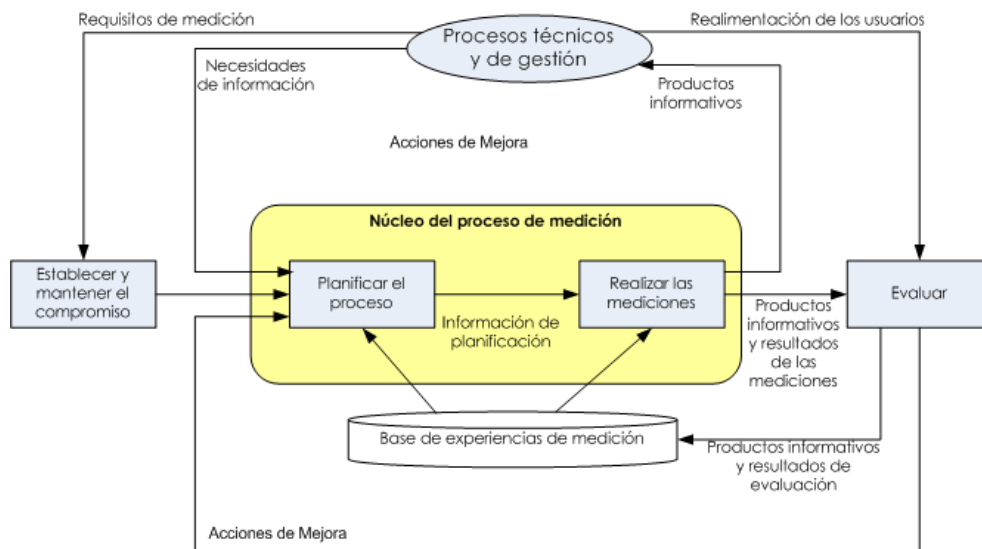 Requisitos de medición
Realimentación de los usuarios
Procesos técnicos
y de gestión
Necesidades
de información
Productos
informativos
Acciones de Mejora
Núcleo del proceso de medición
Establecer y
mantener el
compromiso
Planificar el
proceso
Realizar las
mediciones
Evaluar
Información de
planificación
Productos
informativos
y resultados
de las
mediciones
Base de experiencias de medición
Productos informativos
y resultados de
evaluación
Acciones de Mejora